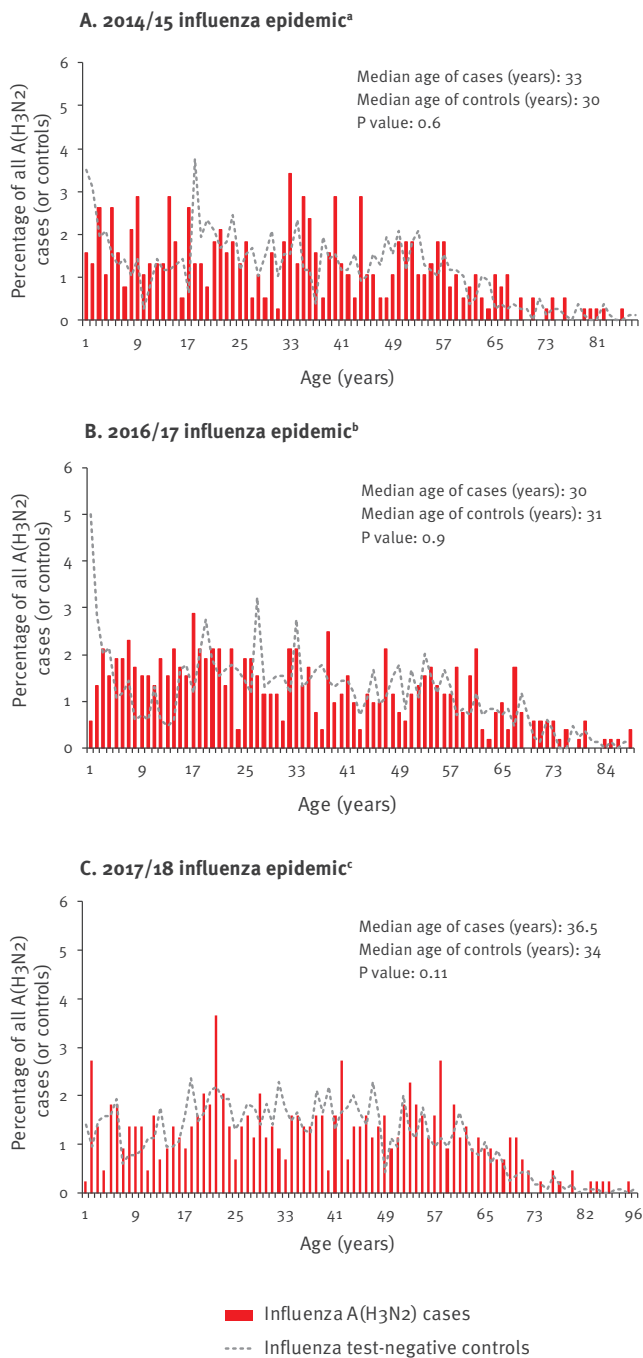 A. 2014/15 influenza epidemicᵃ
Median age of cases (years): 33
Median age of controls (years): 30
P value: 0.6
Percentage of all A(H3N2)
cases (or controls)
6
5
4
3
2
1
0
1 9 17 25 33 41 49 57 65 73 81
Age (years)
B. 2016/17 influenza epidemicᵇ
Median age of cases (years): 30
Median age of controls (years): 31
P value: 0.9
Percentage of all A(H3N2)
cases (or controls)
6
5
4
3
2
1
0
1 9 17 25 33 41 49 57 65 73 84
Age (years)
C. 2017/18 influenza epidemicᶜ
Median age of cases (years): 36.5
Median age of controls (years): 34
P value: 0.11
Percentage of all A(H3N2)
cases (or controls)
6
5
4
3
2
1
0
1 9 17 25 33 41 49 57 65 73 82 96
Age (years)
Influenza A(H3N2) cases
Influenza test-negative controls